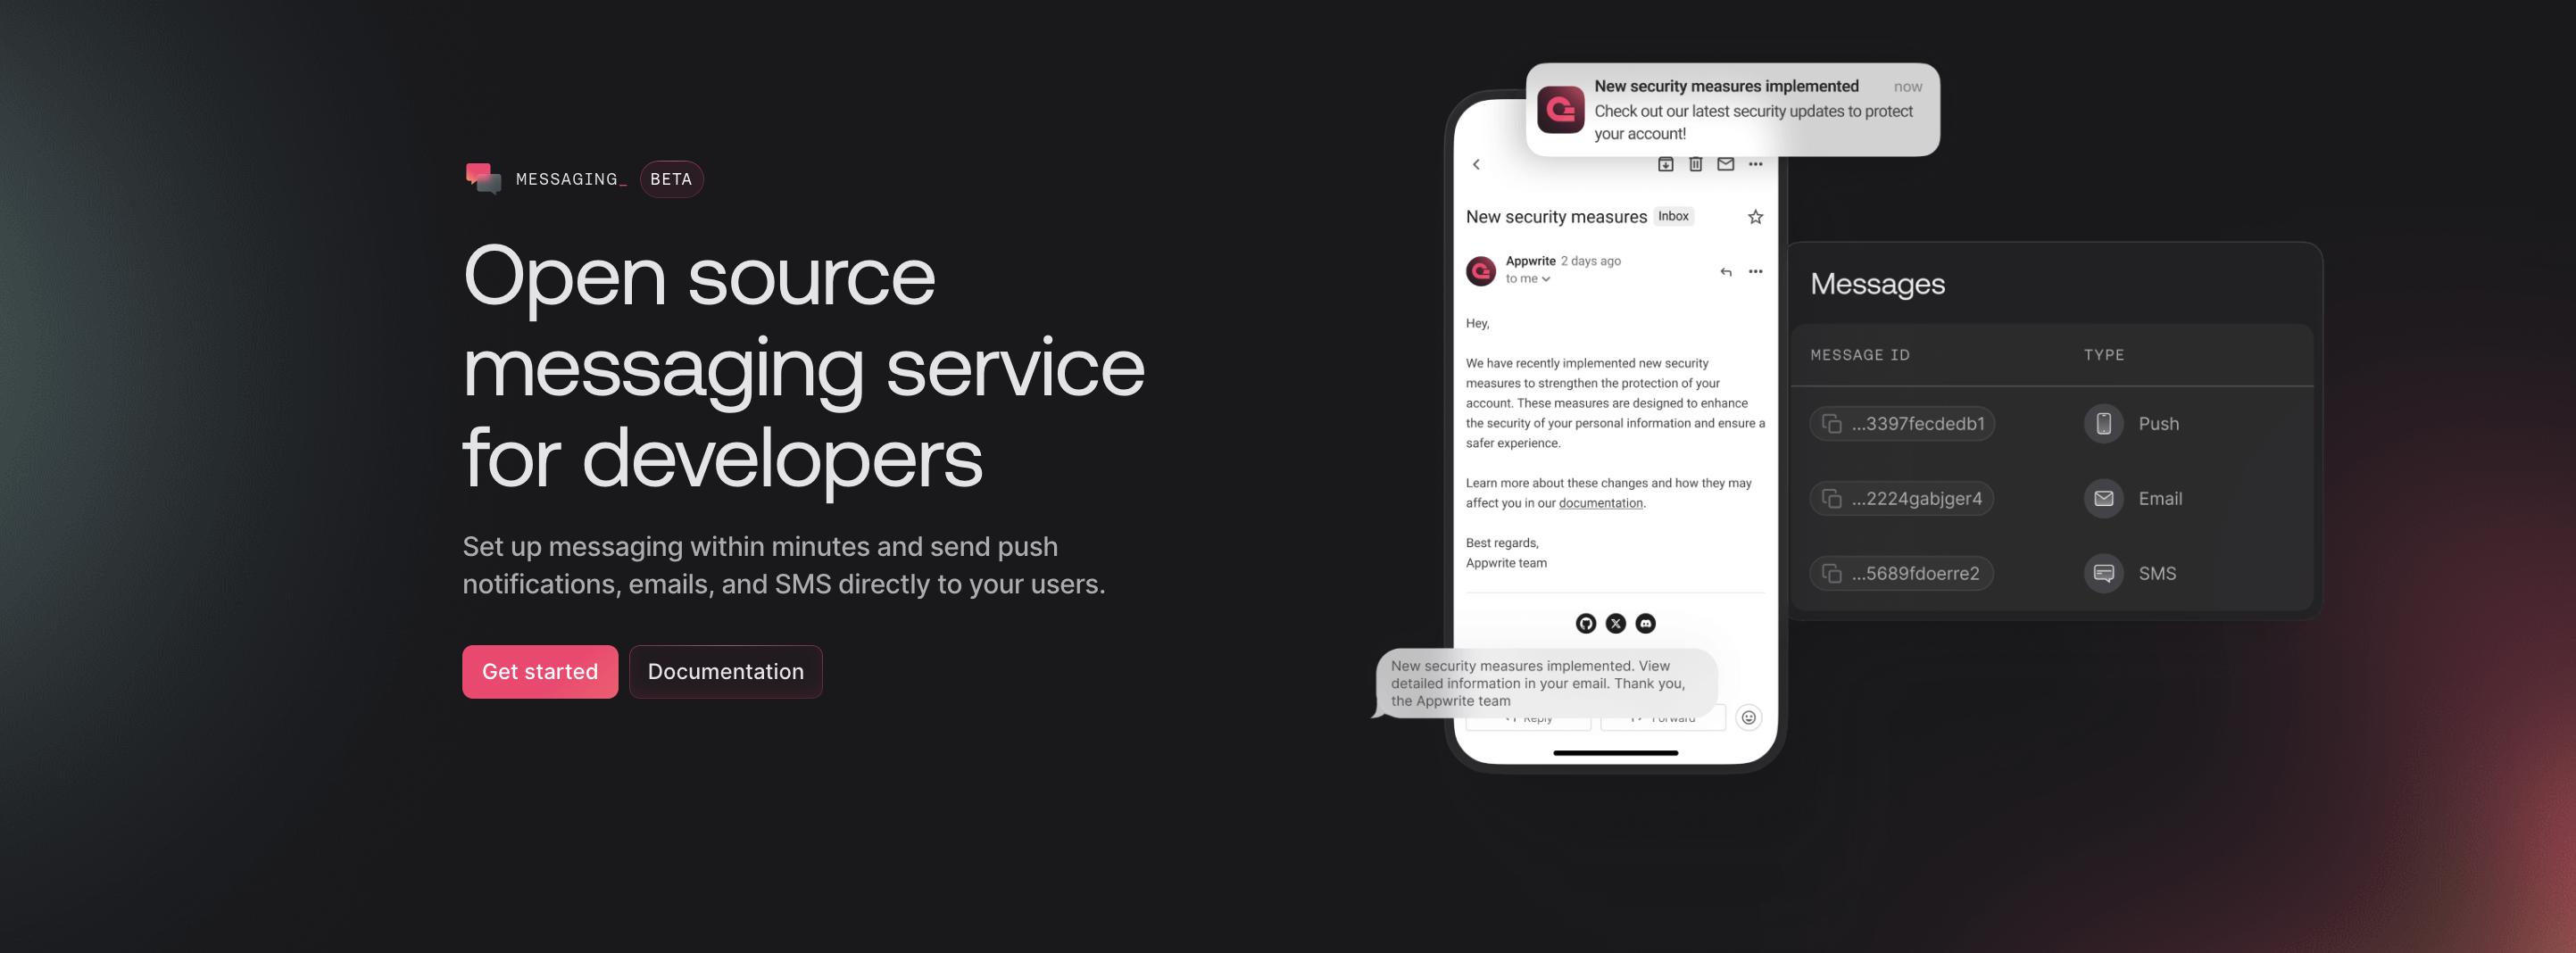 MESSAGING_ BETA
Open source
messaging service
for developers
Set up messaging within minutes and send push
notifications, emails, and SMS directly to your users.
Get started Documentation
New security measures implemented now
Check out our latest security updates to protect
your account!
New security measures Inbox
Appwrite 2 days ago
to me
Hey,
We have recently implemented new security
measures to strengthen the protection of your
account. These measures are designed to enhance
the security of your personal information and ensure a
safer experience.
Learn more about these changes and how they may
affect you in our documentation.
Best regards,
Appwrite team
New security measures implemented. View
detailed information in your email. Thank you,
the Appwrite team
Reply Forward
Messages
MESSAGE ID TYPE
...3397fecdedb1 Push
...2224gabjger4 Email
...5689fdoerre2 SMS